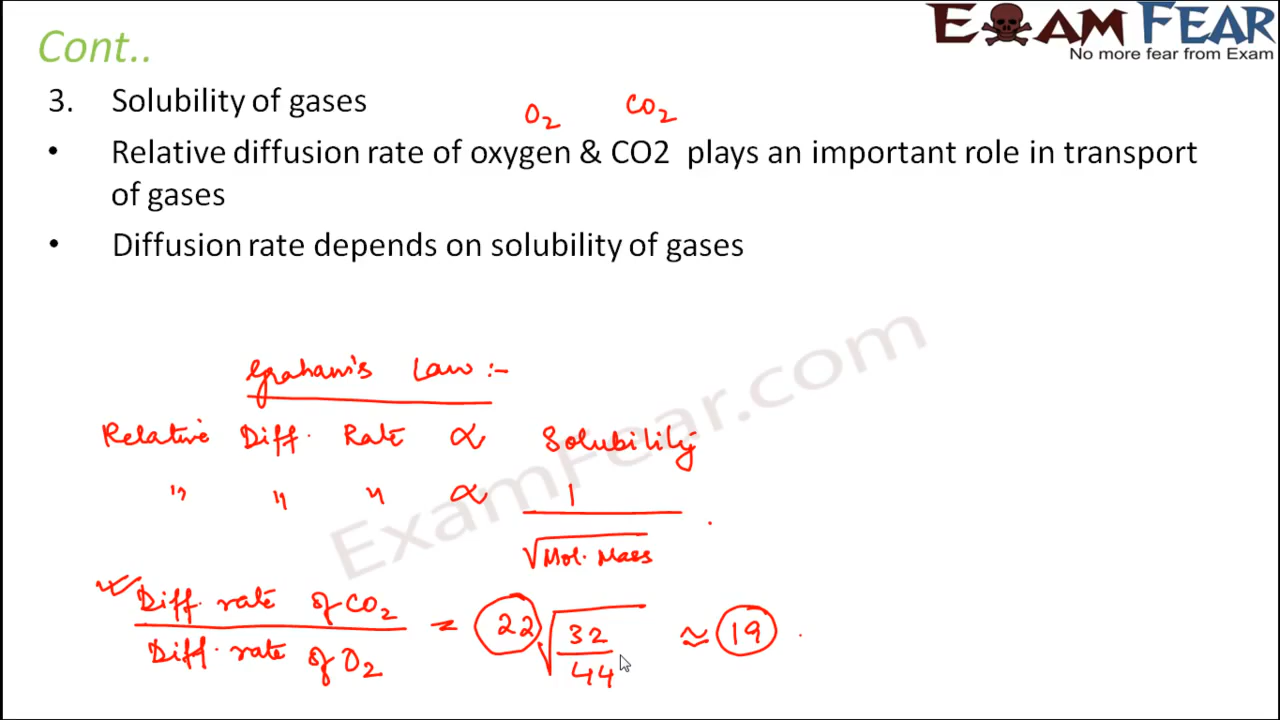 Cont..
EXAM FEAR
No more fear from Exam
3. Solubility of gases
O2 CO2
• Relative diffusion rate of oxygen & CO2 plays an important role in transport
of gases
• Diffusion rate depends on solubility of gases
Graham's Law :-
Relative Diff. Rate ∝ Solubility
" " " ∝ 1
√Mol. Mass
Diff. rate of CO2 = 22 √32 ≈ 19
Diff. rate of O2 44
ExamFear.com